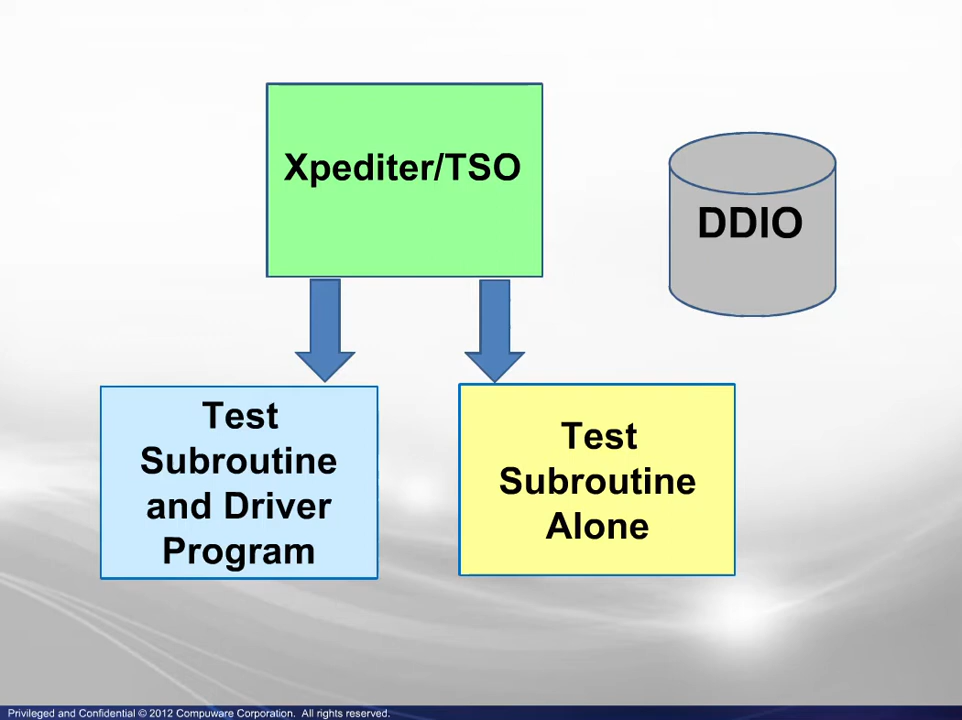 Xpediter/TSO
DDIO
Test
Subroutine
and Driver
Program
Test
Subroutine
Alone
Privileged and Confidential © 2012 Compuware Corporation. All rights reserved.